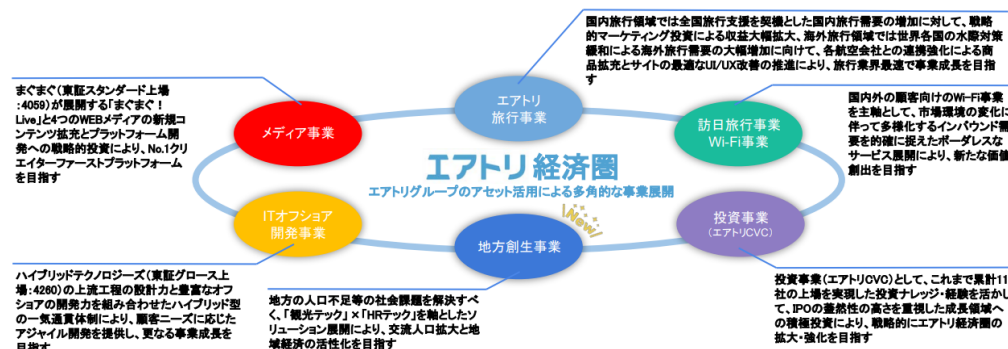 国内旅行領域では全国旅行支援を契機とした国内旅行需要の増加に対して、戦略
的マーケティング投資による収益大幅拡大、海外旅行領域では世界各国の水際対策
緩和による海外旅行需要の大幅増加に向けて、各航空会社との連携強化による商
品拡充とサイトの最適なUI/UX改善の推進により、旅行業界最速で事業成長を目指
す
まぐまぐ(東証スタンダード上場
:4059)が展開する「まぐまぐ!
Live」と4つのWEBメディアの新規コ
ンテンツ拡充とプラットフォーム開
発への戦略的投資により、No.1クリ
エイターファーストプラットフォーム
を目指す
メディア事業
エアトリ
旅行事業
訪日旅行事業
Wi-Fi事業
国内外の顧客向けのWi-Fi事業
を主軸として、市場環境の変化に
伴って多様化するインバウンド需
要を的確に捉えたボーダレスな
サービス展開により、新たな価値
創出を目指す
エアトリ 経済圏
エアトリグループのアセット活用による多角的な事業展開
ITオフショア
開発事業
Now!
地方創生事業
投資事業
(エアトリCVC)
ハイブリッドテクノロジーズ(東証グロース上
場:4260)の上流工程の設計力と豊富なオフ
ショアの開発力を組み合わせたハイブリッド型
の一気通貫体制により、顧客ニーズに応じた
アジャイル開発を提供し、更なる事業成長を
目指す
地方の人口不足等の社会課題を解決すべ
く、「観光テック」×「HRテック」を軸としたソ
リューション展開により、交流人口拡大と地
域経済の活性化を目指す
投資事業(エアトリCVC)として、これまで累計11
社の上場を実現した投資ナレッジ・経験を活かし
て、IPOの蓋然性の高さを重視した成長領域へ
の積極投資により、戦略的にエアトリ経済圏の
拡大・強化を目指す